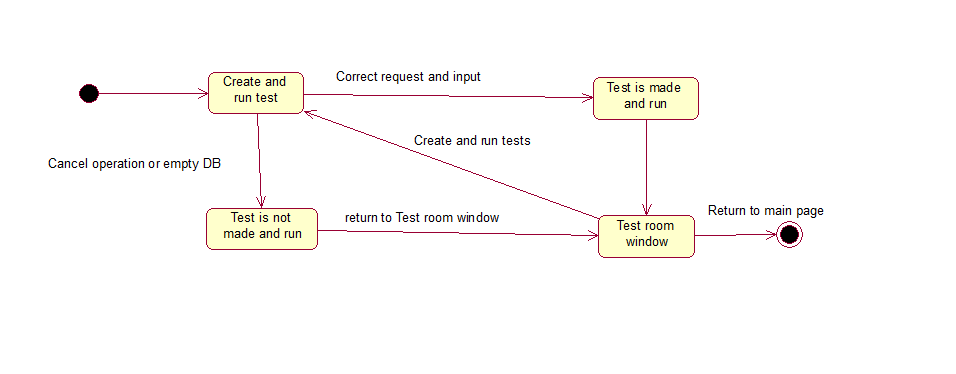 Correct request and input
Create and
run test
Test is made
and run
Create and run tests
Cancel operation or empty DB
Test is not
made and run
return to Test room window
Test room
window
Return to main page